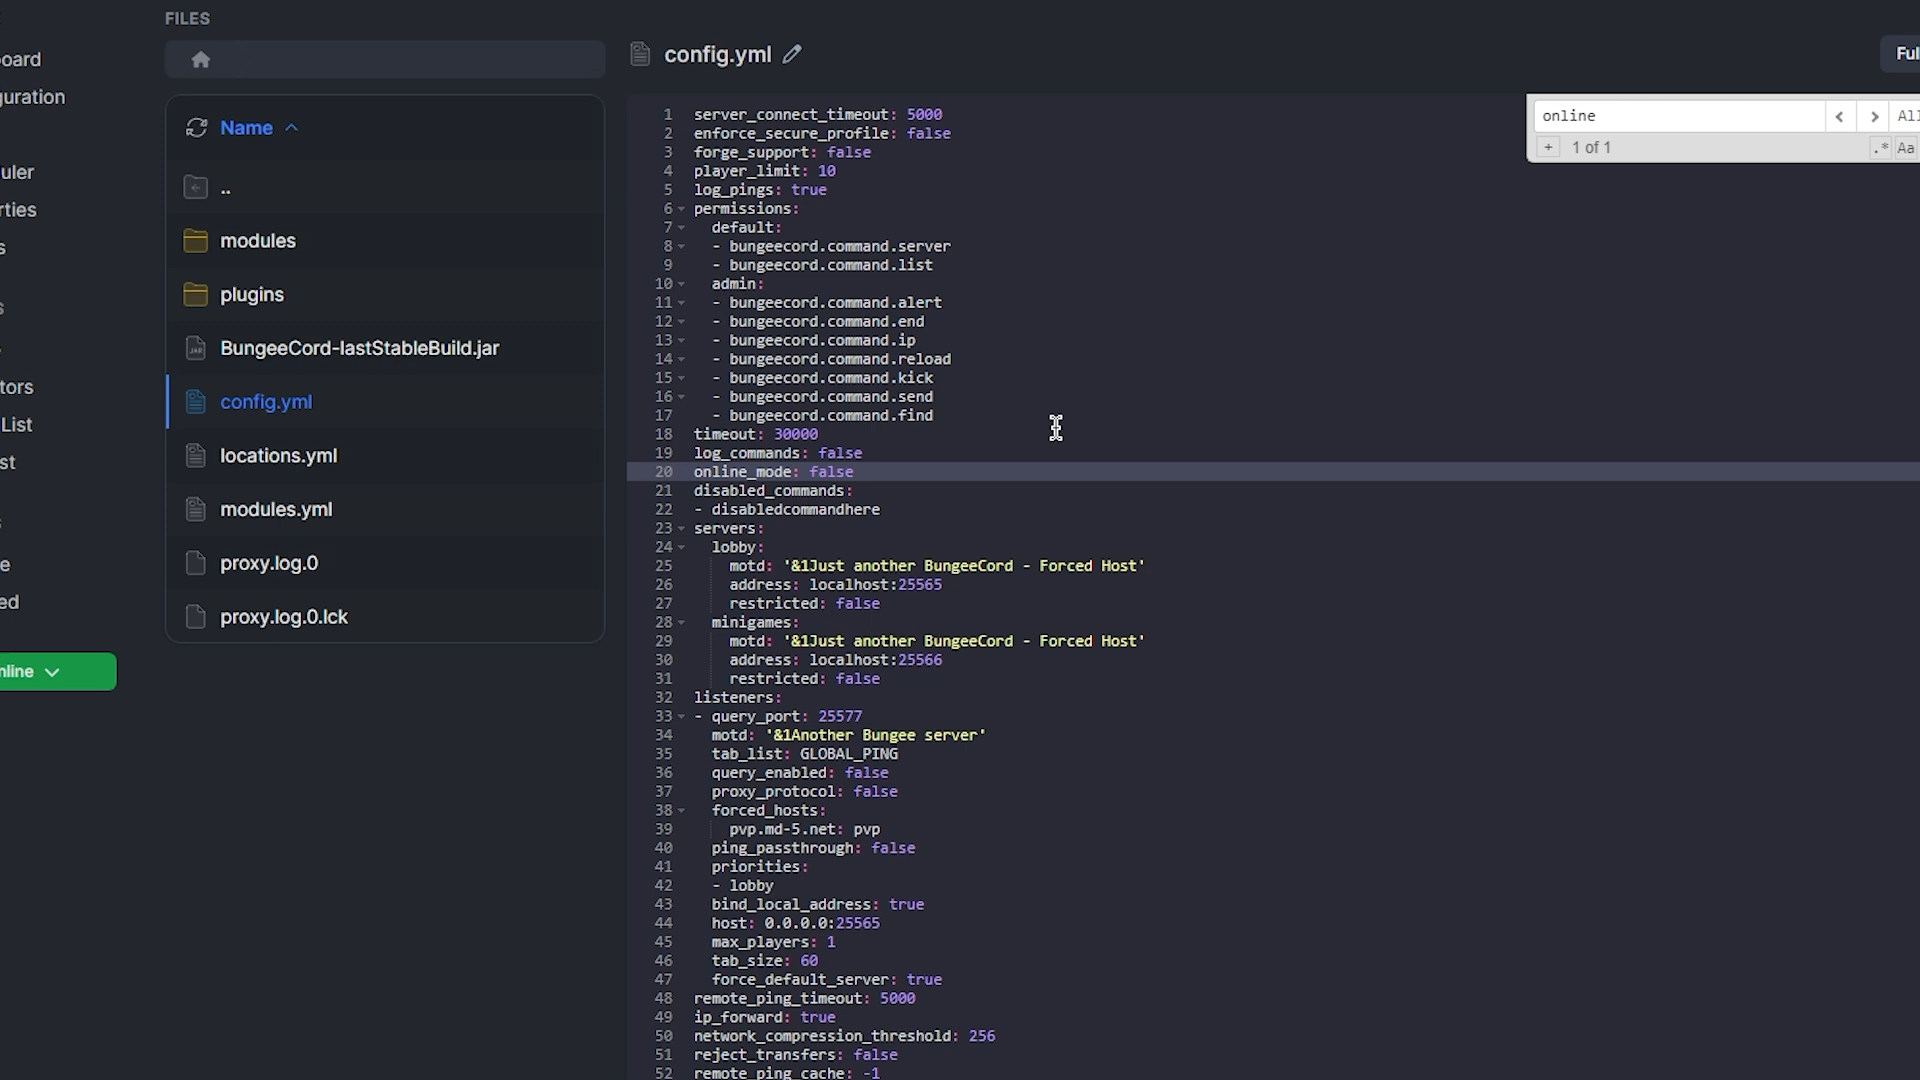 FILES
oard
guration
uler
rties
s
s
tors
List
st
s
e
ed
nline
Name
..
modules
plugins
JAR
BungeeCord-lastStableBuild.jar
config.yml
locations.yml
modules.yml
proxy.log.0
proxy.log.0.lck
config.yml
Ful
online
All
+
1 of 1
.*
Aa
1 server_connect_timeout: 5000
2 enforce_secure_profile: false
3 forge_support: false
4 player_limit: 10
5 log_pings: true
6 permissions:
7 default:
8 - bungeecord.command.server
9 - bungeecord.command.list
10 admin:
11 - bungeecord.command.alert
12 - bungeecord.command.end
13 - bungeecord.command.ip
14 - bungeecord.command.reload
15 - bungeecord.command.kick
16 - bungeecord.command.send
17 - bungeecord.command.find
18 timeout: 30000
19 log_commands: false
20 online_mode: false
21 disabled_commands:
22 - disabledcommandhere
23 servers:
24 lobby:
25 motd: '&1Just another BungeeCord - Forced Host'
26 address: localhost:25565
27 restricted: false
28 minigames:
29 motd: '&1Just another BungeeCord - Forced Host'
30 address: localhost:25566
31 restricted: false
32 listeners:
33 - query_port: 25577
34 motd: '&1Another Bungee server'
35 tab_list: GLOBAL_PING
36 query_enabled: false
37 proxy_protocol: false
38 forced_hosts:
39 pvp.md-5.net: pvp
40 ping_passthrough: false
41 priorities:
42 - lobby
43 bind_local_address: true
44 host: 0.0.0.0:25565
45 max_players: 1
46 tab_size: 60
47 force_default_server: true
48 remote_ping_timeout: 5000
49 ip_forward: true
50 network_compression_threshold: 256
51 reject_transfers: false
52 remote_ping_cache: -1